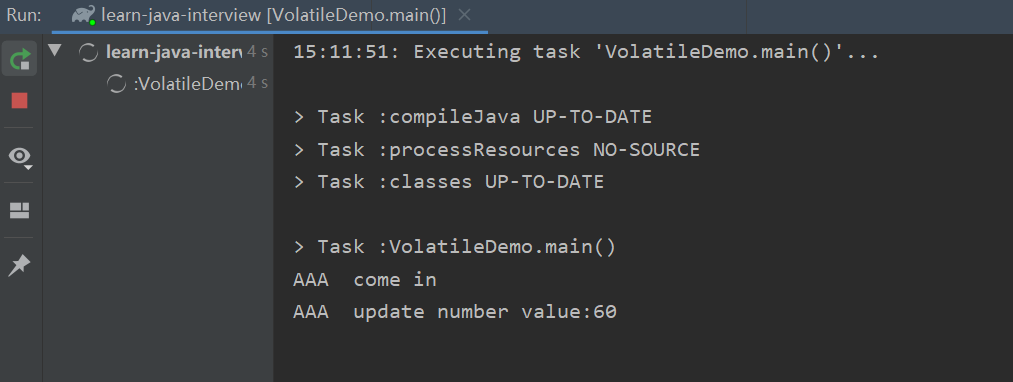 Run: learn-java-interview [VolatileDemo.main()]
learn-java-interv 4 s
:VolatileDem 4 s
15:11:51: Executing task 'VolatileDemo.main()'...
> Task :compileJava UP-TO-DATE
> Task :processResources NO-SOURCE
> Task :classes UP-TO-DATE
> Task :VolatileDemo.main()
AAA  come in
AAA  update number value:60